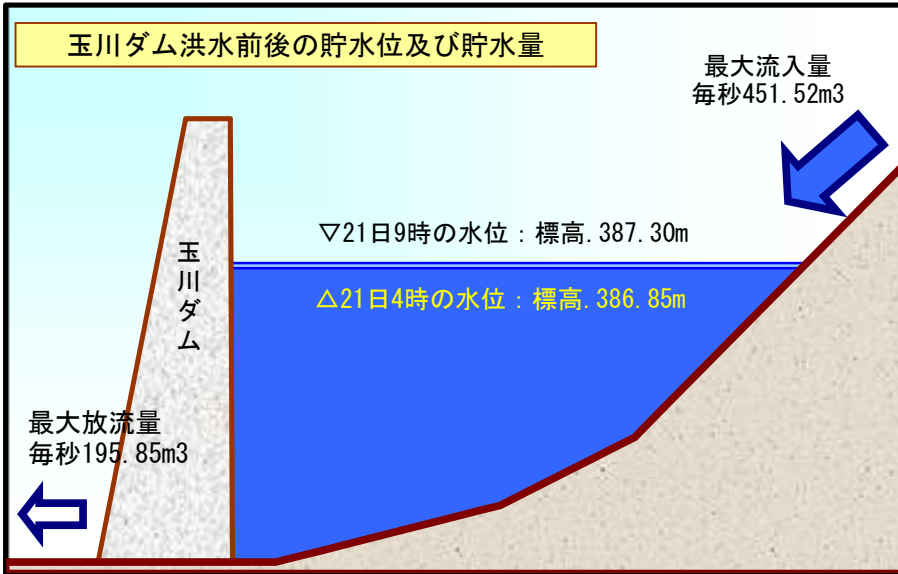 玉川ダム洪水前後の貯水位及び貯水量
最大流入量
毎秒451.52m3
▽21日9時の水位：標高.387.30m
△21日4時の水位：標高.386.85m
玉川ダム
最大放流量
毎秒195.85m3